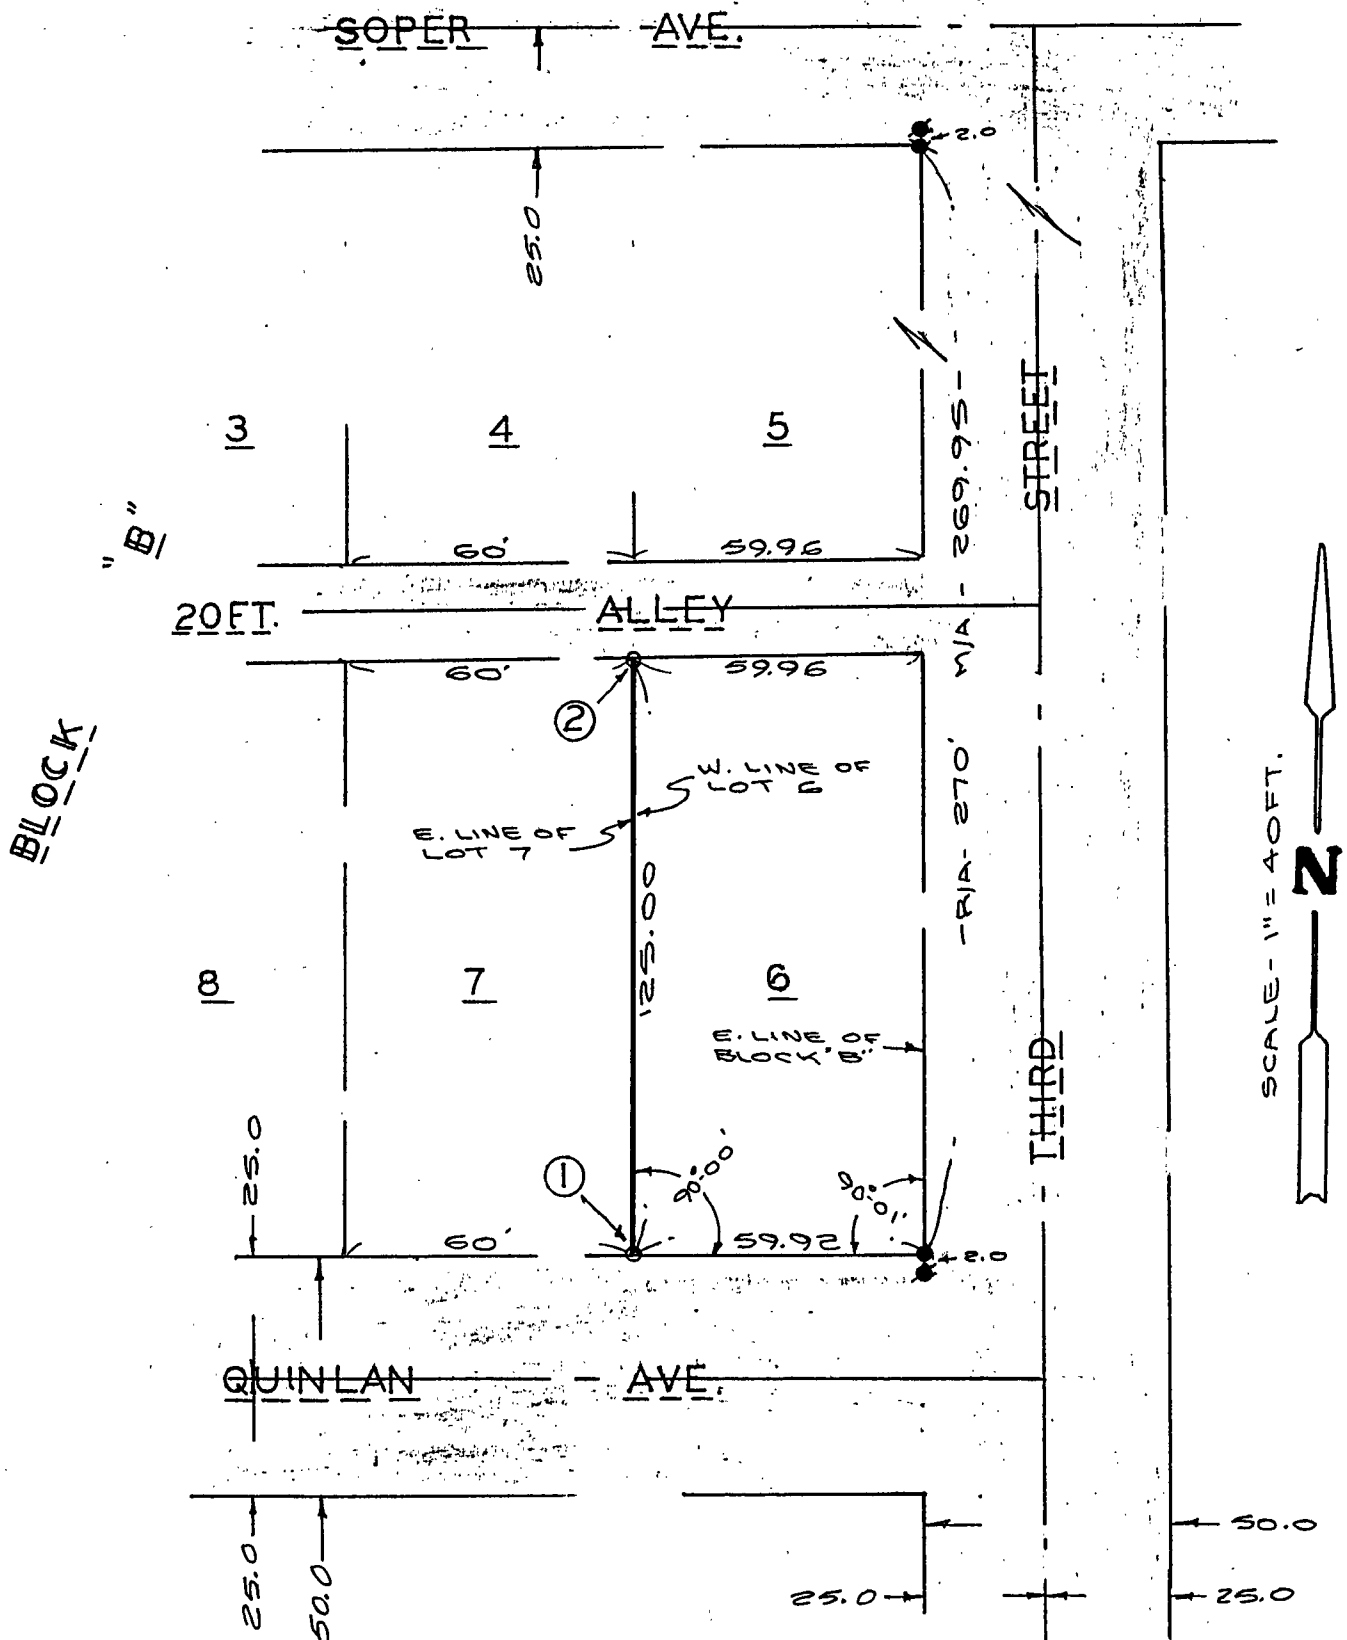 SOPER AVE.
2.0
25.0
3 4 5
STREET
M/A - 269.95 -
"B"
60' 59.96
20FT. ALLEY
60' 59.96
2
W. LINE OF
LOT 6
E. LINE OF
LOT 7
BLOCK
- R/A - 270'
125.00
SCALE - 1" = 40FT.
N
8 7 6
E. LINE OF
BLOCK "B"
THIRD
25.0
1
90°00'
90°01'
60' 59.92
2.0
QUINLAN AVE.
50.0
25.0
50.0
25.0 25.0